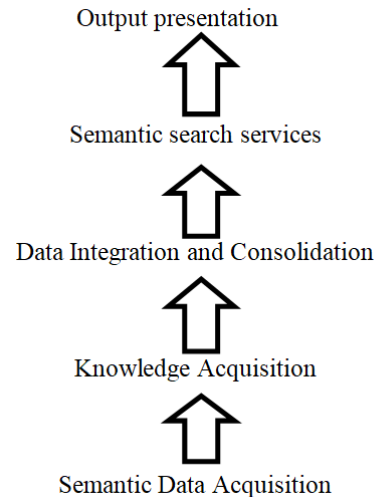 Output presentation
Semantic search services
Data Integration and Consolidation
Knowledge Acquisition
Semantic Data Acquisition